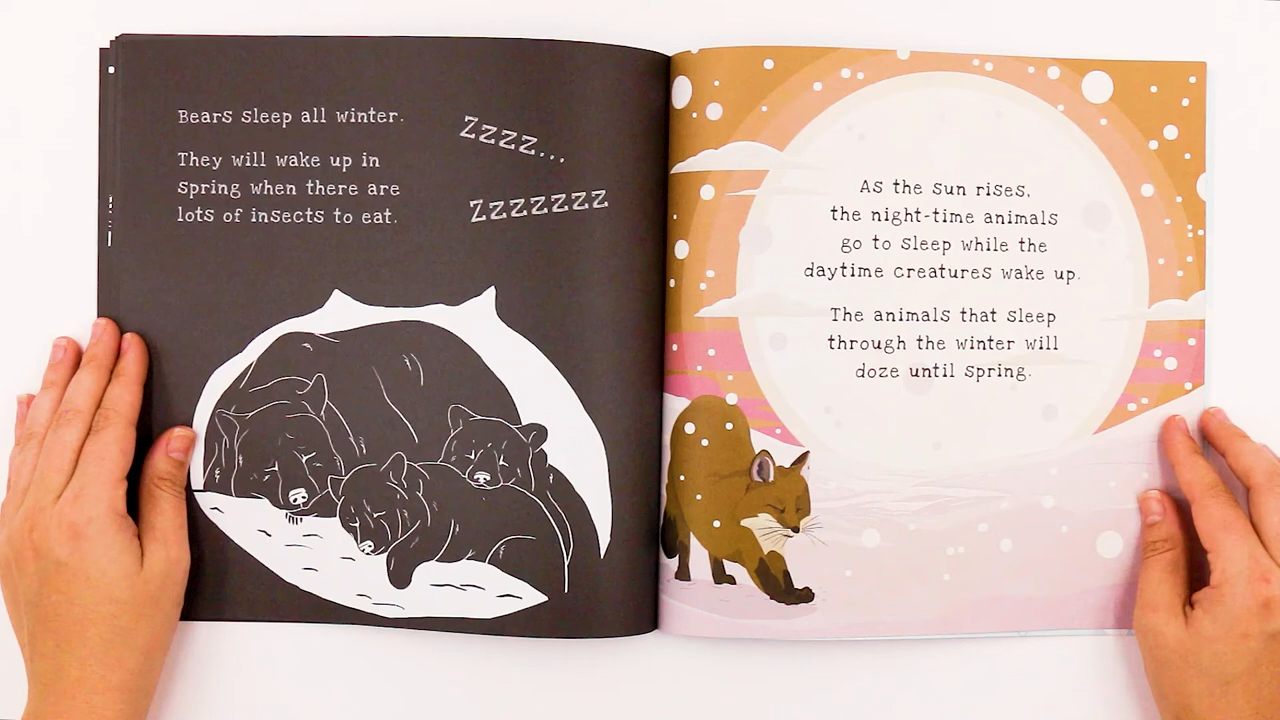 Bears sleep all winter.
They will wake up in
spring when there are
lots of insects to eat.
Zzzz...
Zzzzzzz
As the sun rises,
the night-time animals
go to sleep while the
daytime creatures wake up.
The animals that sleep
through the winter will
doze until spring.